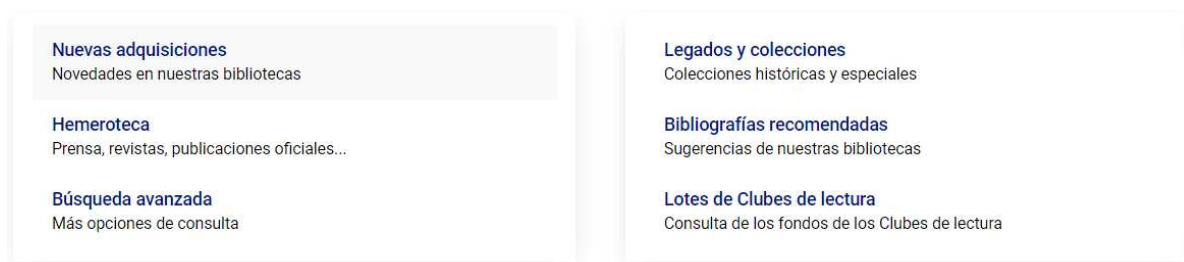 Nuevas adquisiciones
Novedades en nuestras bibliotecas
Hemeroteca
Prensa, revistas, publicaciones oficiales...
Búsqueda avanzada
Más opciones de consulta
Legados y colecciones
Colecciones históricas y especiales
Bibliografías recomendadas
Sugerencias de nuestras bibliotecas
Lotes de Clubes de lectura
Consulta de los fondos de los Clubes de lectura